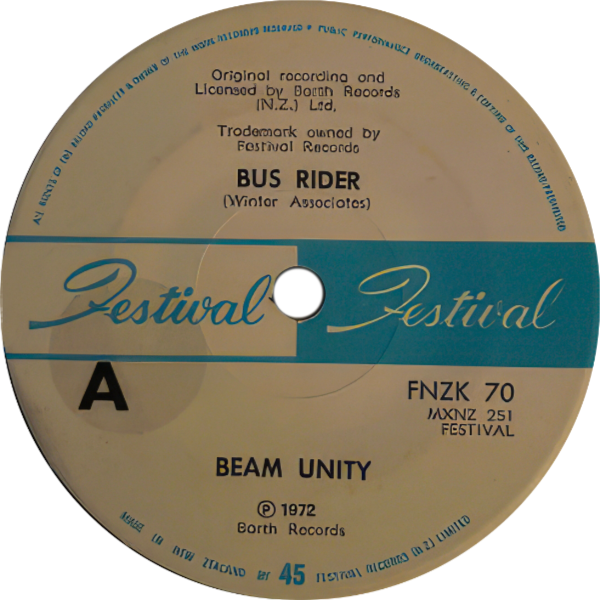 Original recording and
Licensed by Borth Records
(N.Z.) Ltd.
Trademark owned by
Festival Records
BUS RIDER
(Winter Associates)
Festival Festival
A
FNZK 70
MXNZ 251
FESTIVAL
BEAM UNITY
℗ 1972
Borth Records
MADE IN NEW ZEALAND BY 45 FESTIVAL RECORDS (N.Z.) LIMITED